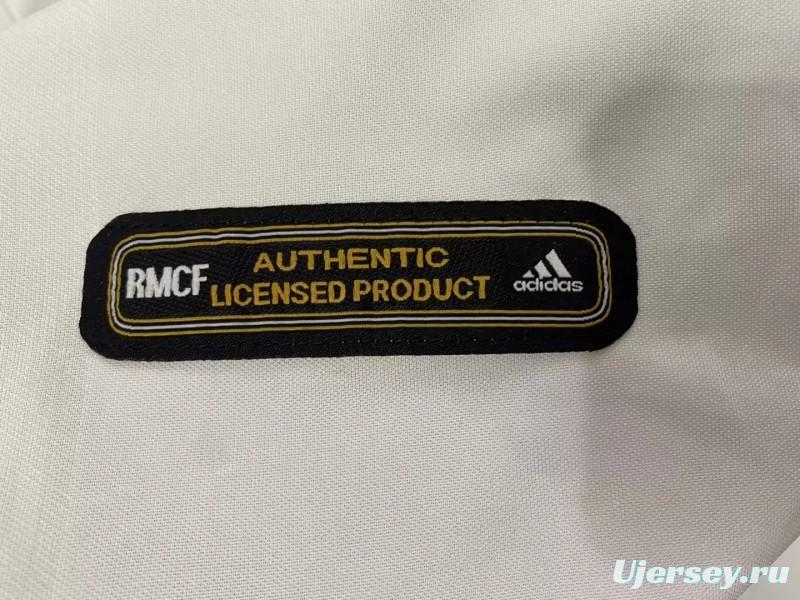 RMCF
AUTHENTIC
LICENSED PRODUCT
adidas
Ujersey.ru